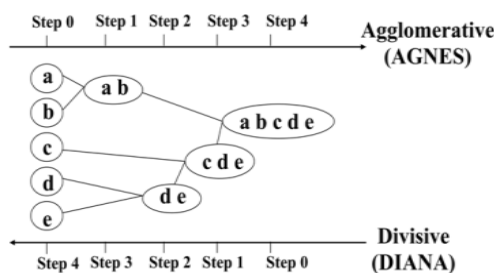 Step 0 Step 1 Step 2 Step 3 Step 4
Agglomerative
(AGNES)
a
a b
b
a b c d e
c
c d e
d
d e
e
Divisive
(DIANA)
Step 4 Step 3 Step 2 Step 1 Step 0